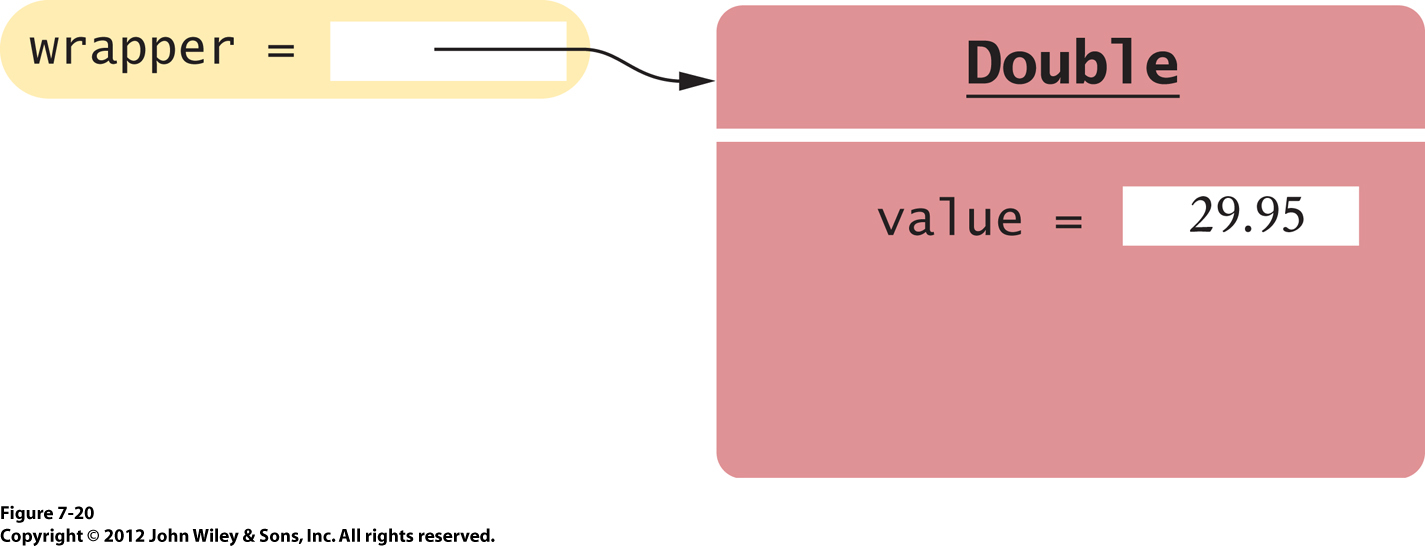 wrapper =
Double
value = 29.95
Figure 7-20
Copyright © 2012 John Wiley & Sons, Inc. All rights reserved.